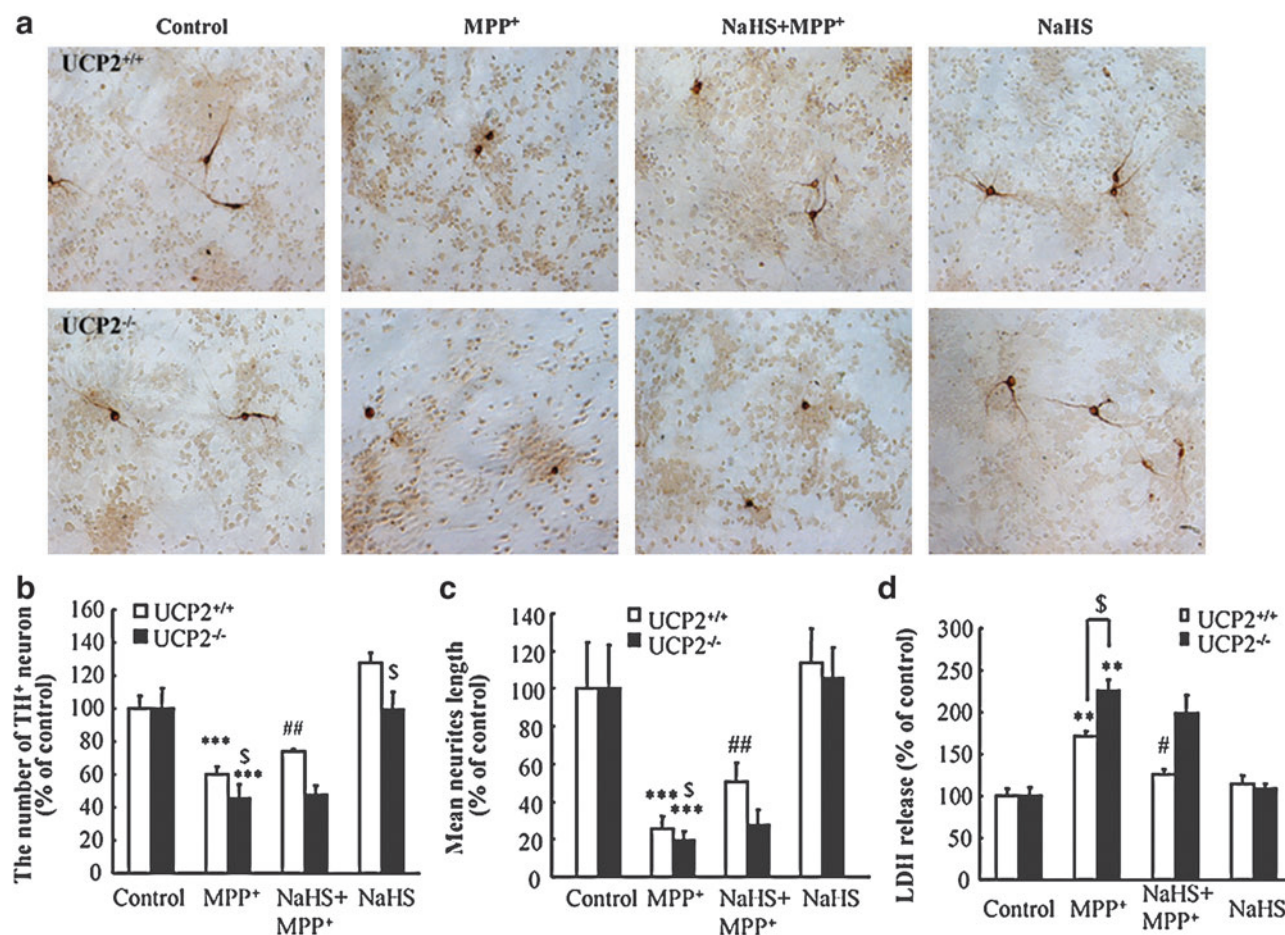 a Control MPP⁺ NaHS+MPP⁺ NaHS
UCP2⁺/⁺
UCP2⁻/⁻
b
The number of TH⁺ neuron
(% of control)
160
140
120
100
80
60
40
20
0
UCP2⁺/⁺
UCP2⁻/⁻
***
$
***
##
$
Control MPP⁺ NaHS+ NaHS
MPP⁺
c
Mean neurites length
(% of control)
140
120
100
80
60
40
20
0
UCP2⁺/⁺
UCP2⁻/⁻
*** $
***
##
Control MPP⁺ NaHS+ NaHS
MPP⁺
d
LDH release (% of control)
300
250
200
150
100
50
0
UCP2⁺/⁺
UCP2⁻/⁻
$
**
**
#
Control MPP⁺ NaHS+ NaHS
MPP⁺